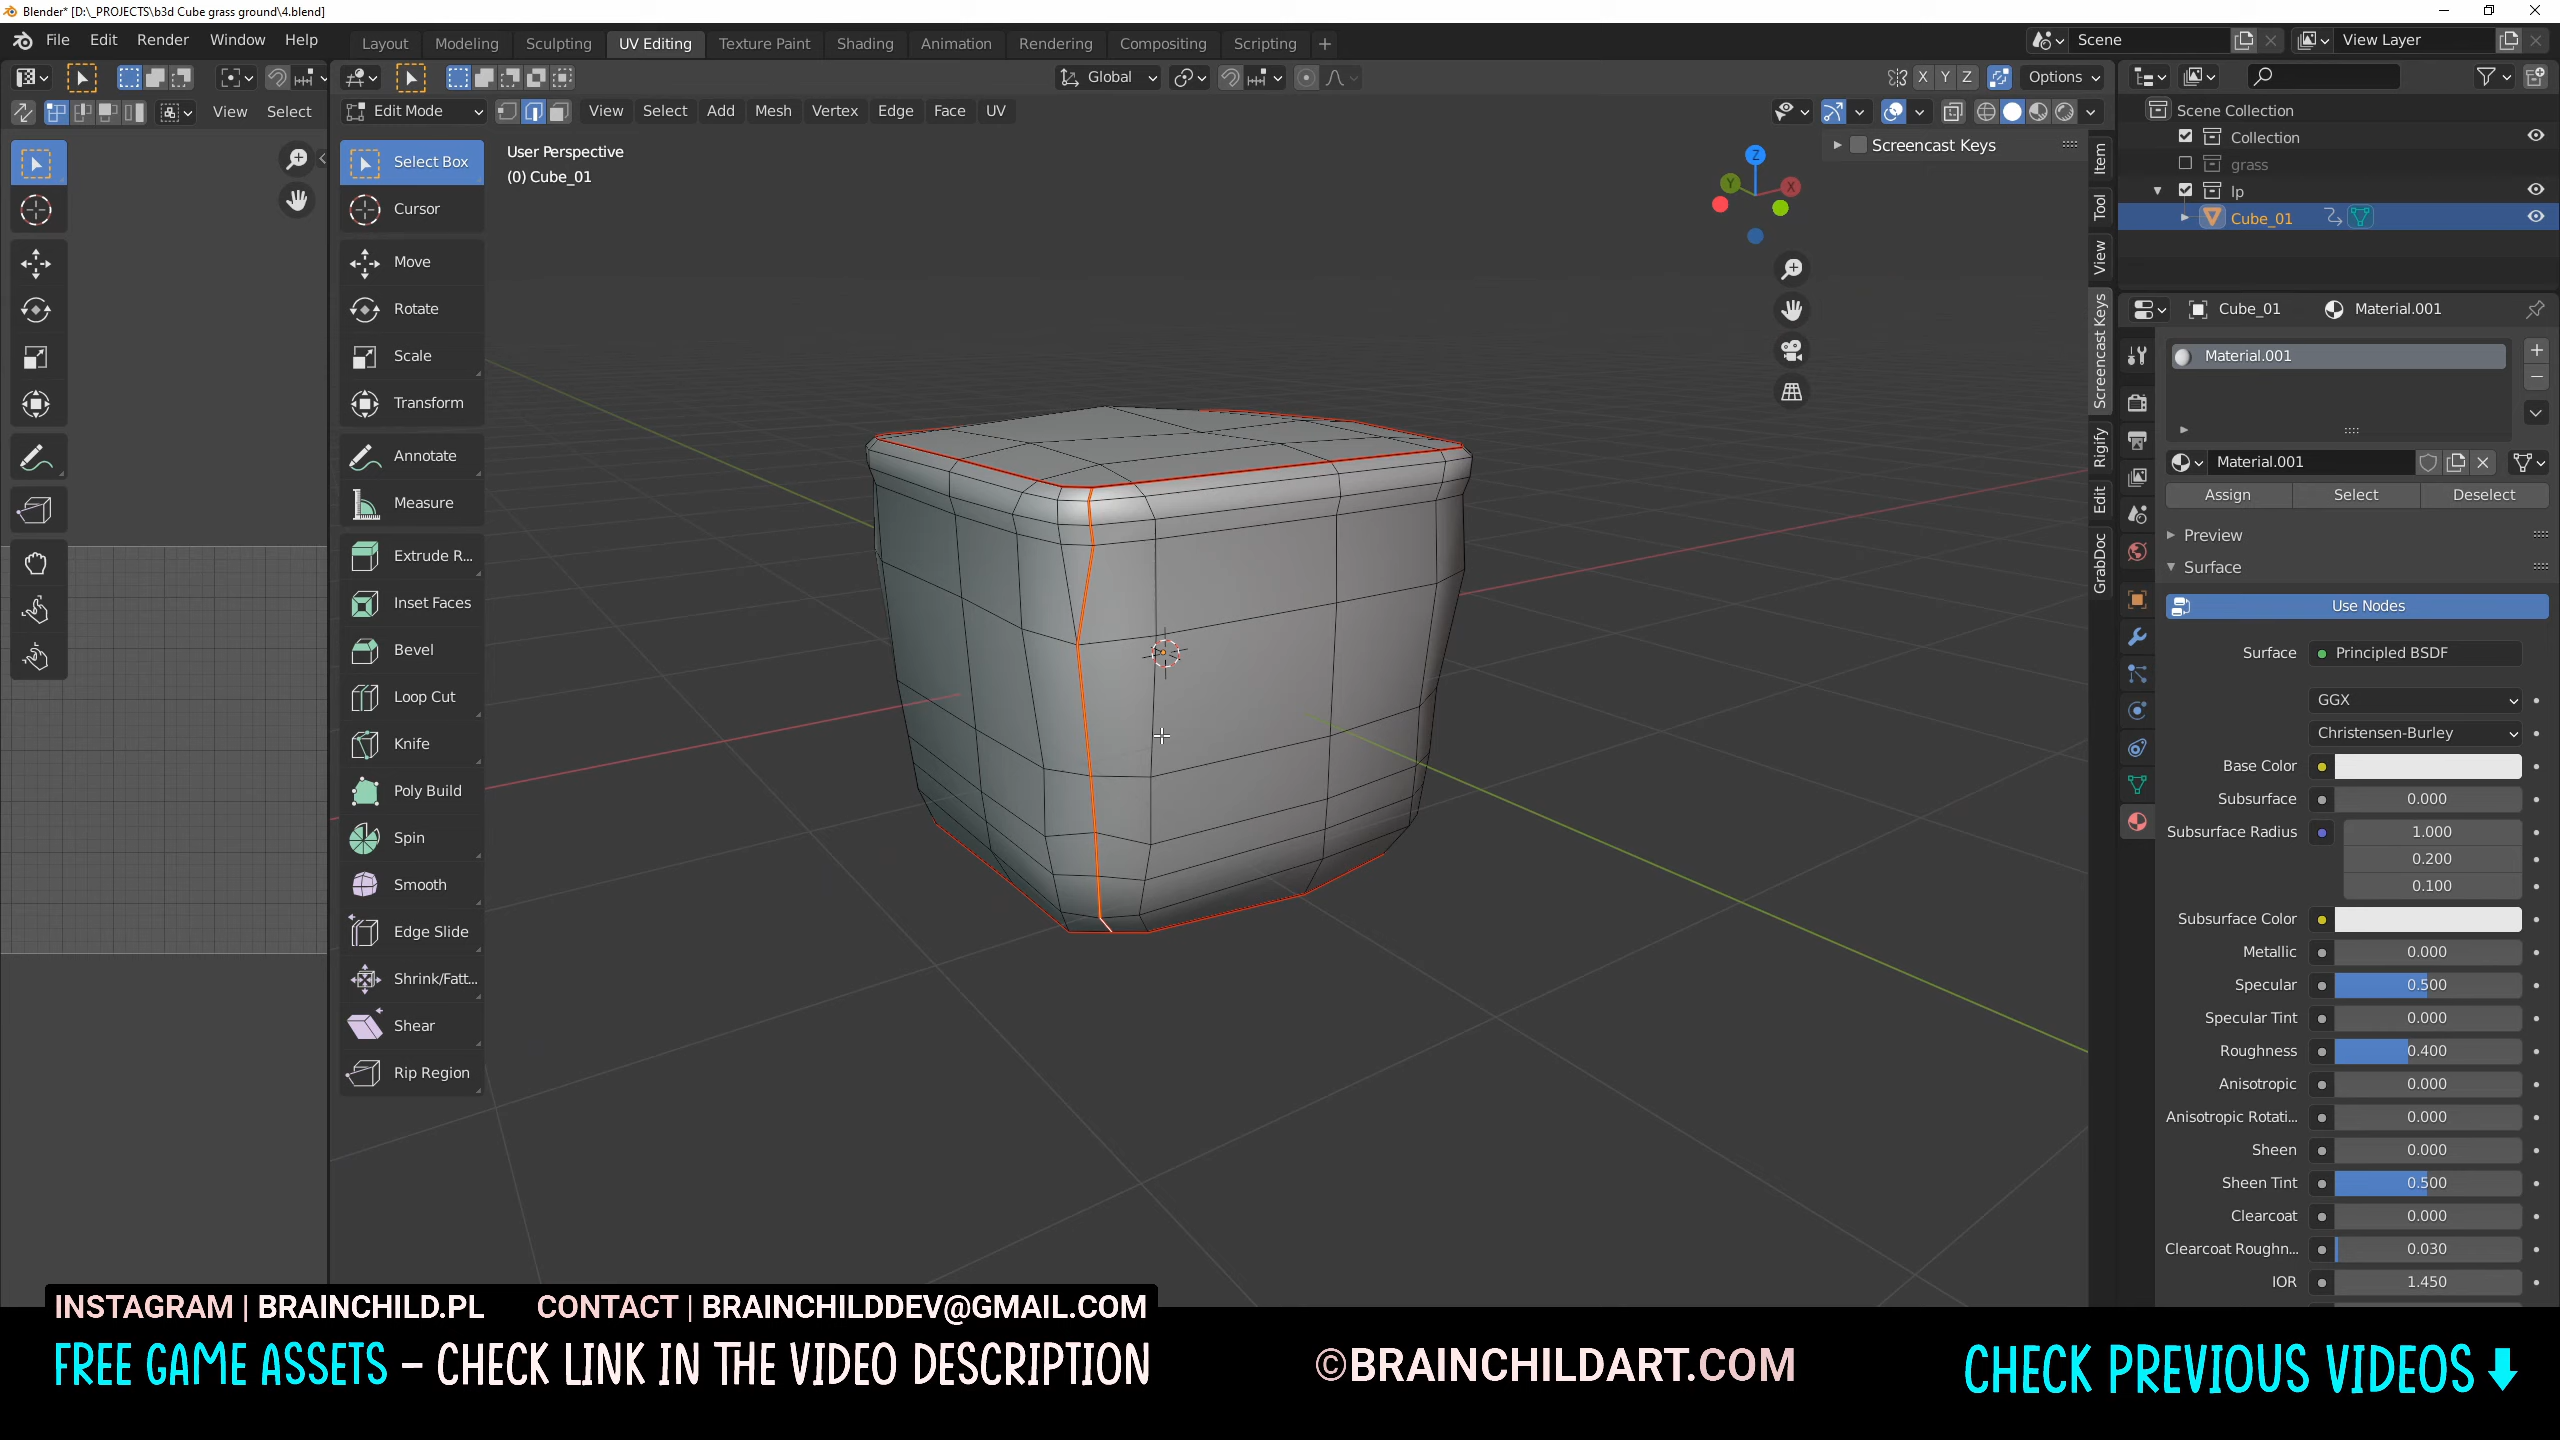 Blender* [D:\_PROJECTS\b3d Cube grass ground\4.blend]
File Edit Render Window Help Layout Modeling Sculpting UV Editing Texture Paint Shading Animation Rendering Compositing Scripting + Scene View Layer
Global X Y Z Options
View Select Edit Mode View Select Add Mesh Vertex Edge Face UV
Select Box
Cursor
Move
Rotate
Scale
Transform
Annotate
Measure
Extrude R...
Inset Faces
Bevel
Loop Cut
Knife
Poly Build
Spin
Smooth
Edge Slide
Shrink/Fatt...
Shear
Rip Region
User Perspective
(0) Cube_01
Screencast Keys
Z
Y
X
Item
Tool
View
Screencast Keys
Rigify
Edit
GrabDoc
Scene Collection
Collection
grass
lp
Cube_01
Cube_01 Material.001
Material.001
Material.001
Assign Select Deselect
Preview
Surface
Use Nodes
Surface Principled BSDF
GGX
Christensen-Burley
Base Color
Subsurface 0.000
Subsurface Radius 1.000
0.200
0.100
Subsurface Color
Metallic 0.000
Specular 0.500
Specular Tint 0.000
Roughness 0.400
Anisotropic 0.000
Anisotropic Rotati... 0.000
Sheen 0.000
Sheen Tint 0.500
Clearcoat 0.000
Clearcoat Roughn... 0.030
IOR 1.450
INSTAGRAM | BRAINCHILD.PL CONTACT | BRAINCHILDDEV@GMAIL.COM
FREE GAME ASSETS – CHECK LINK IN THE VIDEO DESCRIPTION
©BRAINCHILDART.COM
CHECK PREVIOUS VIDEOS